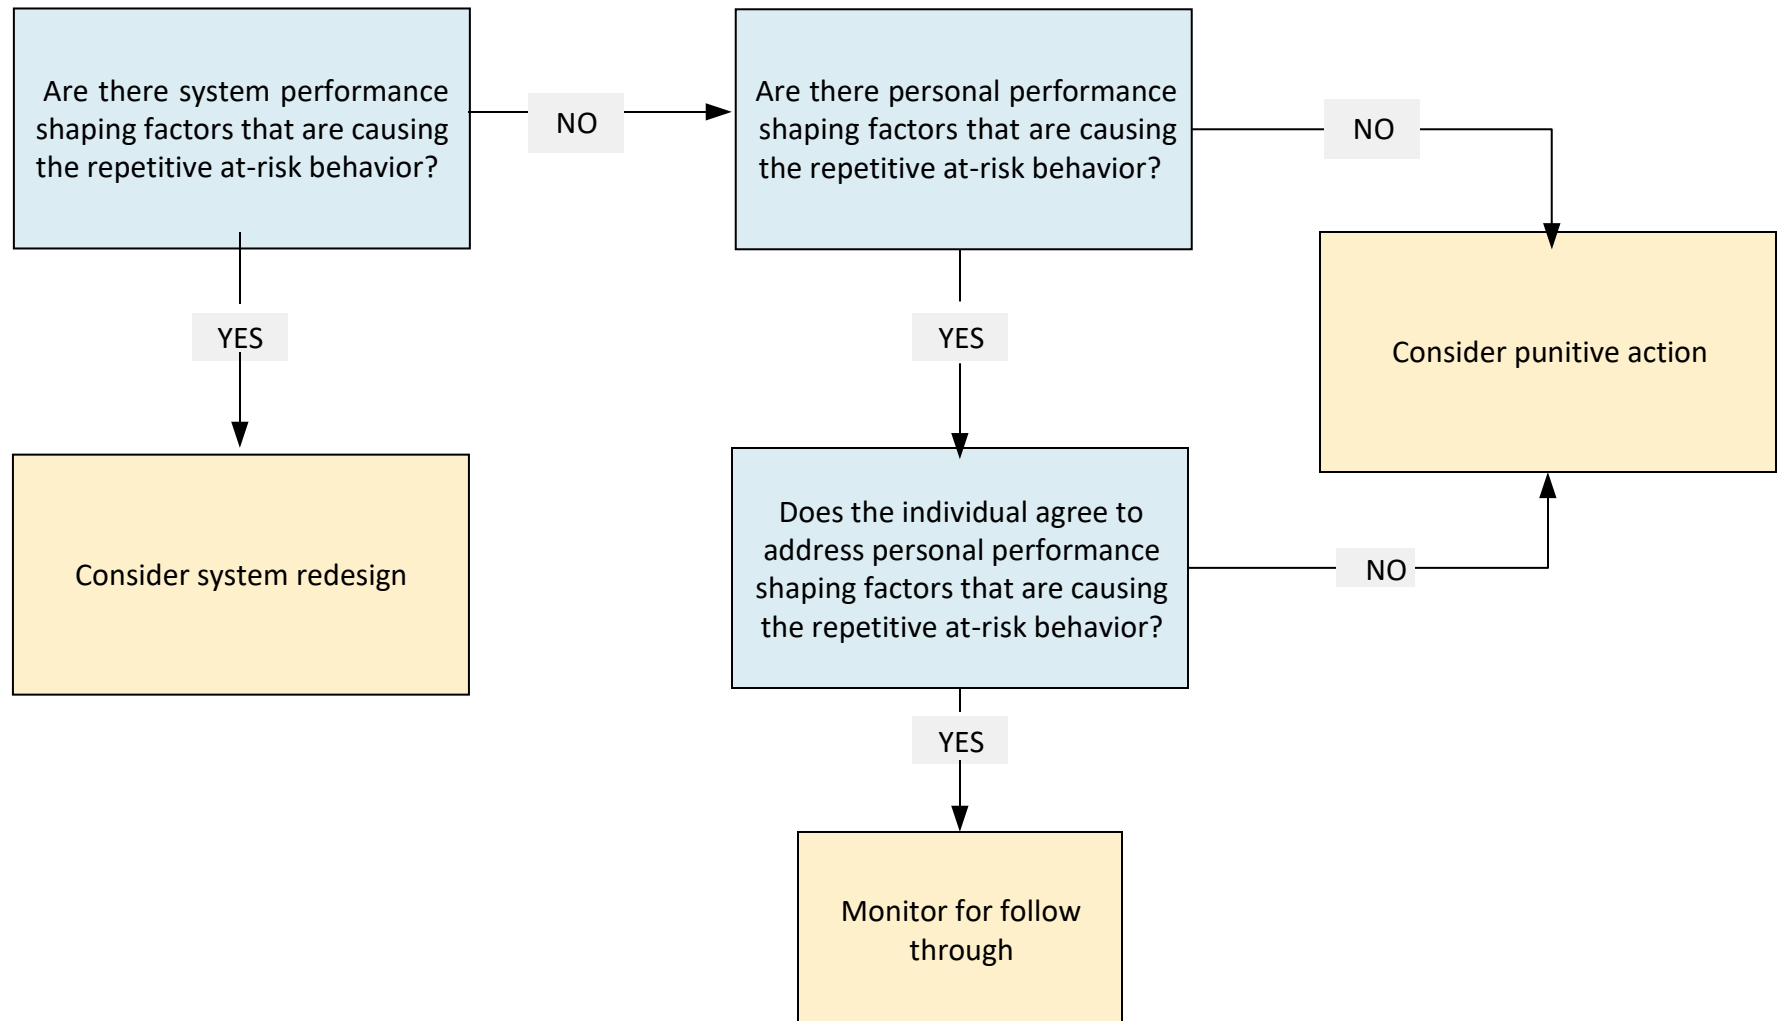 Are there system performance
shaping factors that are causing
the repetitive at-risk behavior?
NO
Are there personal performance
shaping factors that are causing
the repetitive at-risk behavior?
NO
YES
YES
Consider punitive action
Consider system redesign
Does the individual agree to
address personal performance
shaping factors that are causing
the repetitive at-risk behavior?
NO
YES
Monitor for follow
through